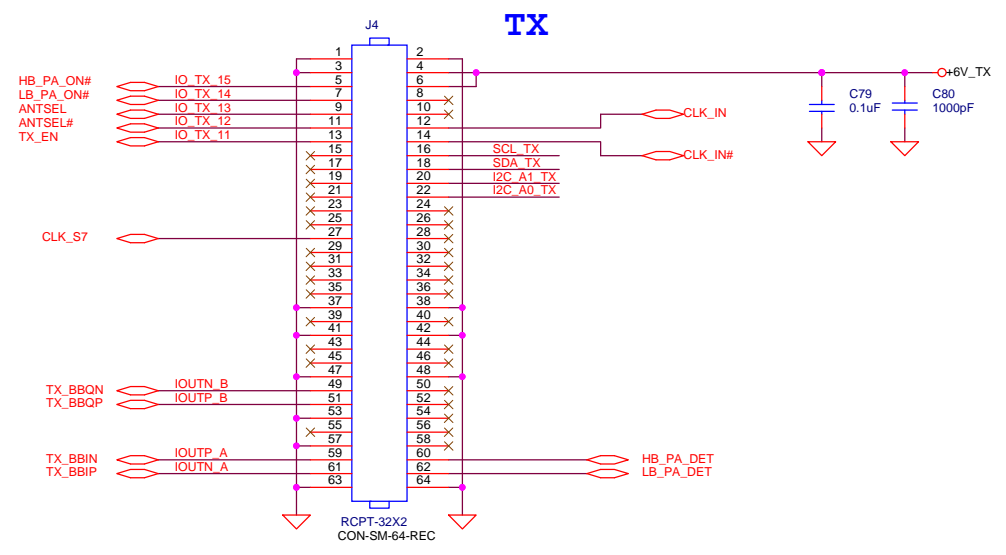 TX
J4
1 2
3 4
HB_PA_ON# IO_TX_15 5 6
+6V_TX
LB_PA_ON# IO_TX_14 7 8
C79 0.1uF
C80 1000pF
ANTSEL IO_TX_13 9 10
ANTSEL# IO_TX_12 11 12 CLK_IN
TX_EN IO_TX_11 13 14
15 16 SCL_TX CLK_IN#
17 18 SDA_TX
19 20 I2C_A1_TX
21 22 I2C_A0_TX
23 24
25 26
CLK_S7 27 28
29 30
31 32
33 34
35 36
37 38
39 40
41 42
43 44
45 46
47 48
TX_BBQN IOUTN_B 49 50
TX_BBQP IOUTP_B 51 52
53 54
55 56
57 58
TX_BBIN IOUTP_A 59 60 HB_PA_DET
TX_BBIP IOUTN_A 61 62 LB_PA_DET
63 64
RCPT-32X2
CON-SM-64-REC